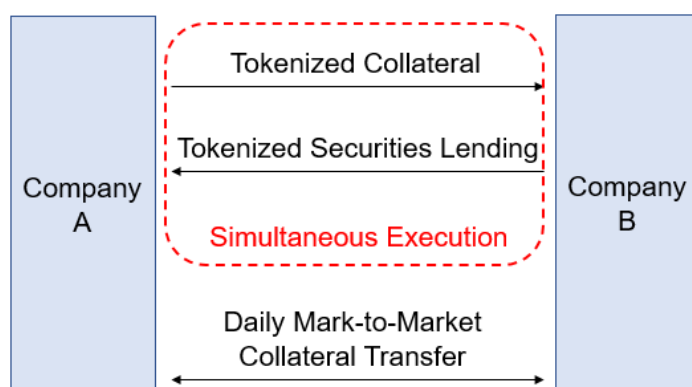 Tokenized Collateral
Tokenized Securities Lending
Company
A
Company
B
Simultaneous Execution
Daily Mark-to-Market
Collateral Transfer